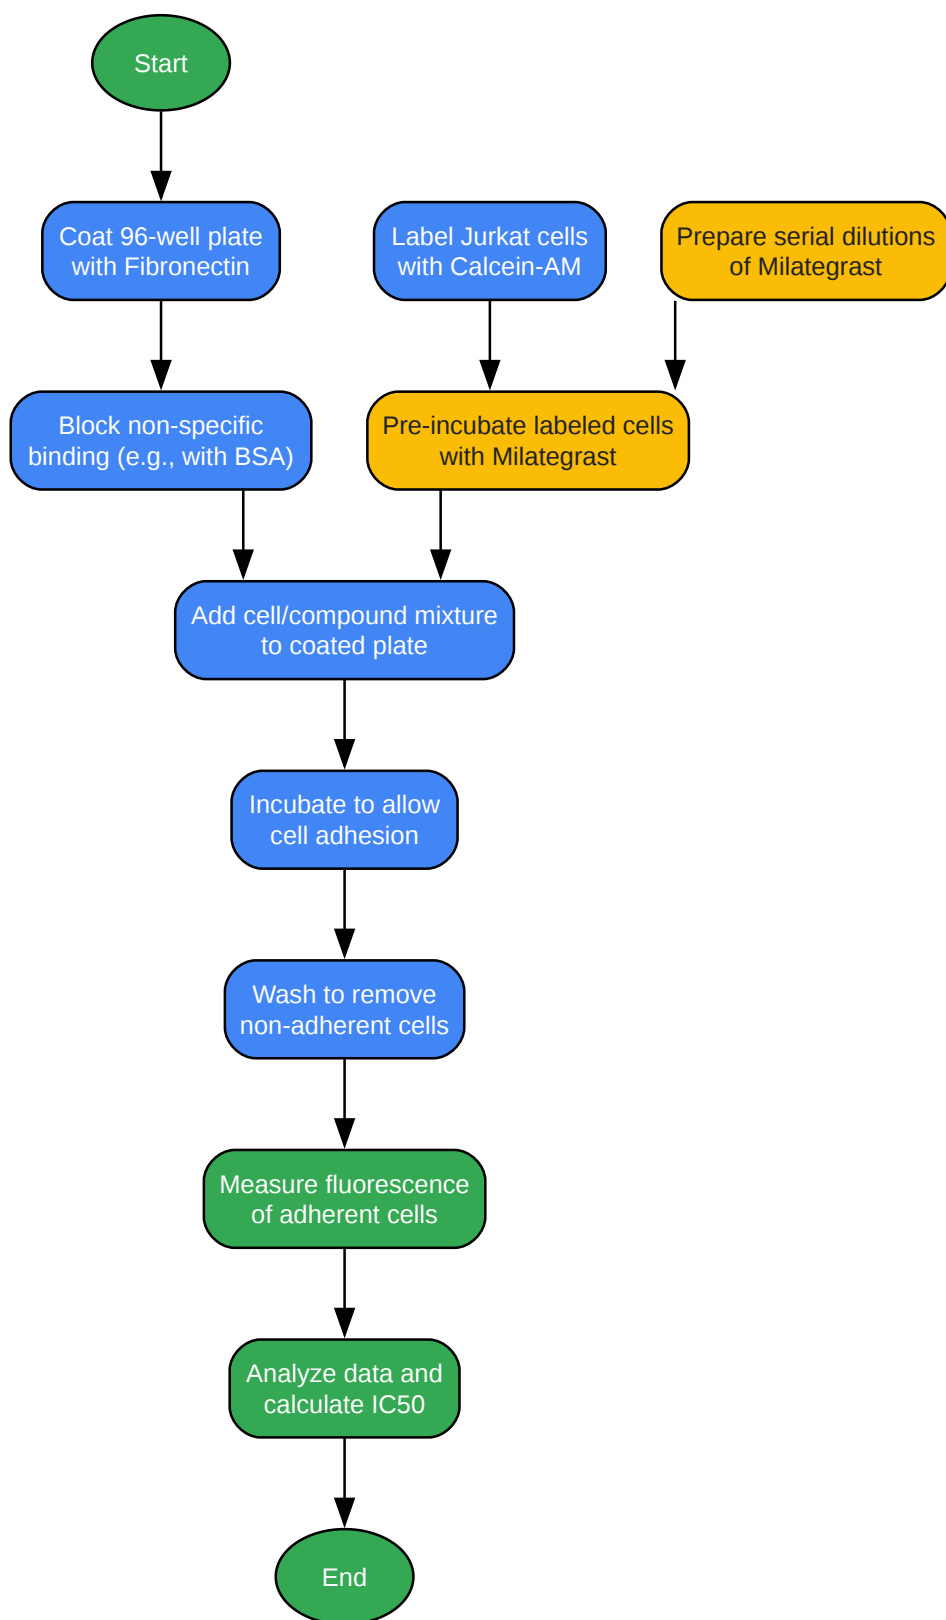 Start
Coat 96-well plate
with Fibronectin
Label Jurkat cells
with Calcein-AM
Prepare serial dilutions
of Milategrast
Block non-specific
binding (e.g., with BSA)
Pre-incubate labeled cells
with Milategrast
Add cell/compound mixture
to coated plate
Incubate to allow
cell adhesion
Wash to remove
non-adherent cells
Measure fluorescence
of adherent cells
Analyze data and
calculate IC50
End